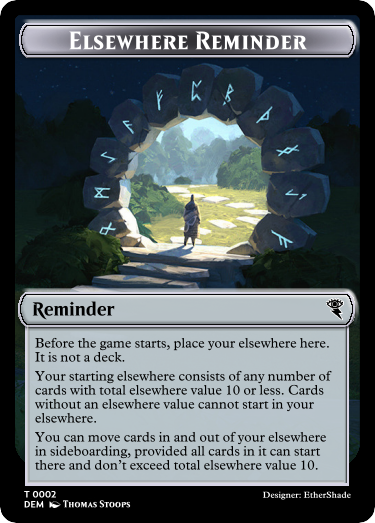 Elsewhere Reminder
Reminder
Before the game starts, place your elsewhere here.
It is not a deck.
Your starting elsewhere consists of any number of
cards with total elsewhere value 10 or less. Cards
without an elsewhere value cannot start in your
elsewhere.
You can move cards in and out of your elsewhere
in sideboarding, provided all cards in it can start
there and don't exceed total elsewhere value 10.
T 0002
DEM Thomas Stoops
Designer: EtherShade